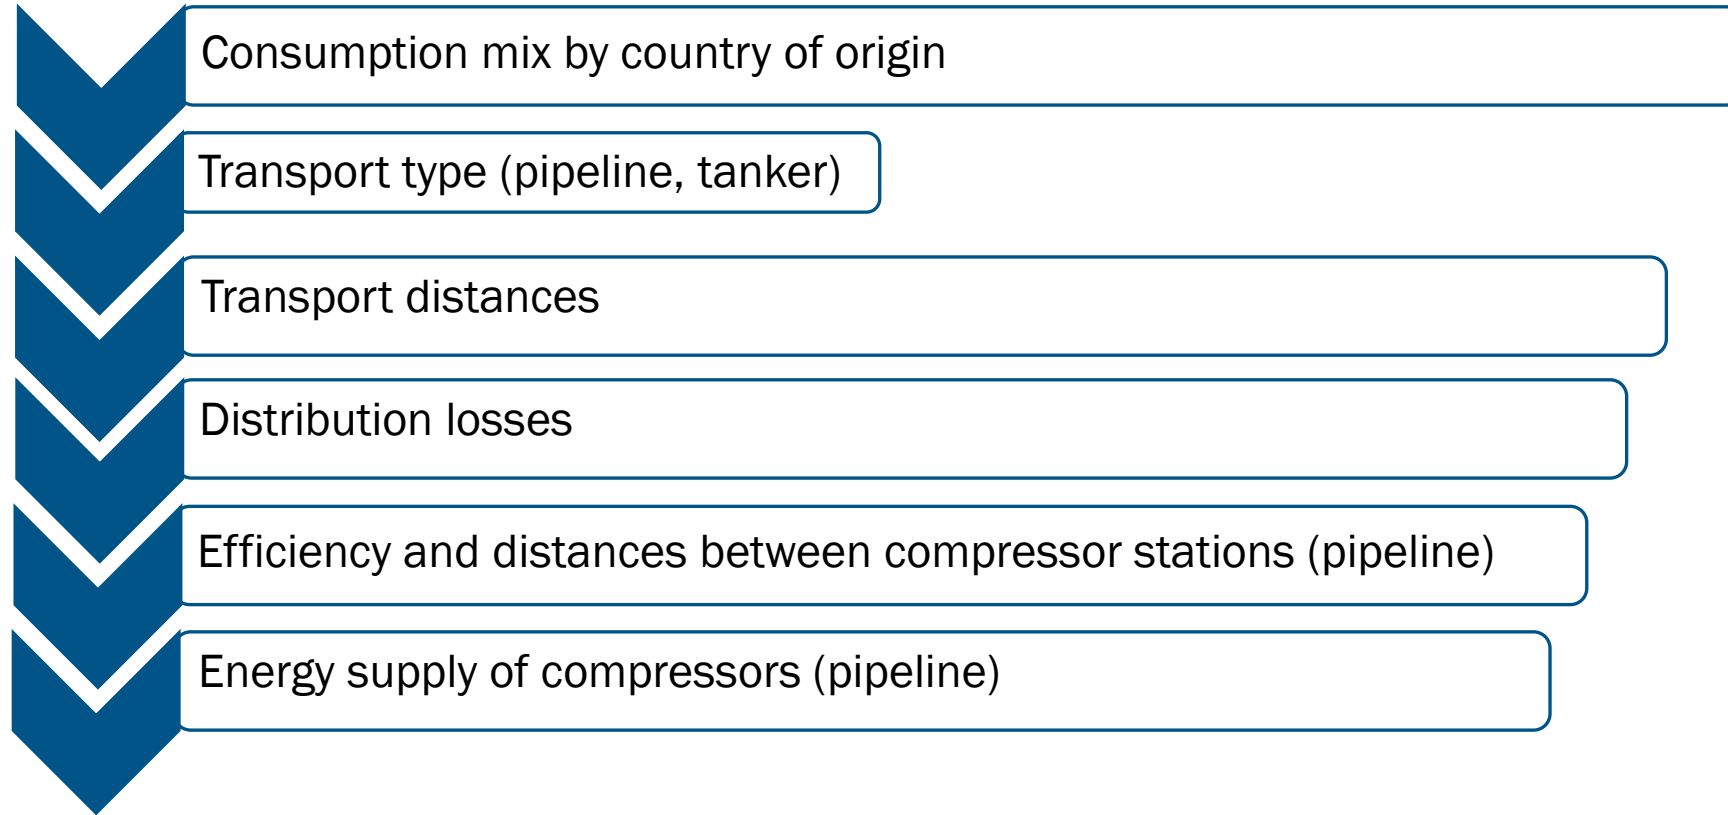 Consumption mix by country of origin
Transport type (pipeline, tanker)
Transport distances
Distribution losses
Efficiency and distances between compressor stations (pipeline)
Energy supply of compressors (pipeline)